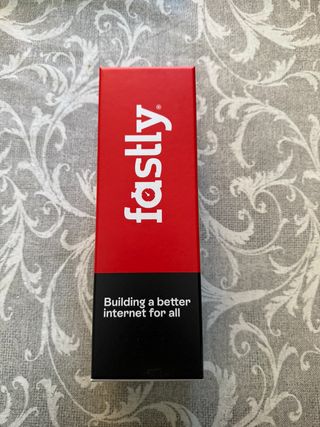 fastly®
Building a better
internet for all